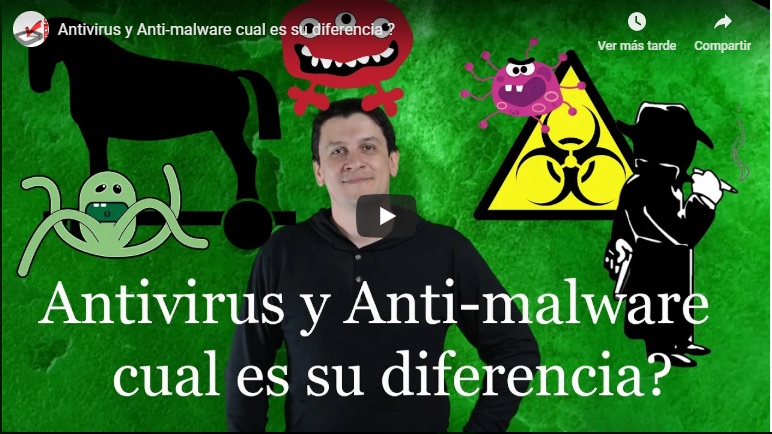 Antivirus y Anti-malware cual es su diferencia ?
Ver más tarde
Compartir
Antivirus y Anti-malware
cual es su diferencia?